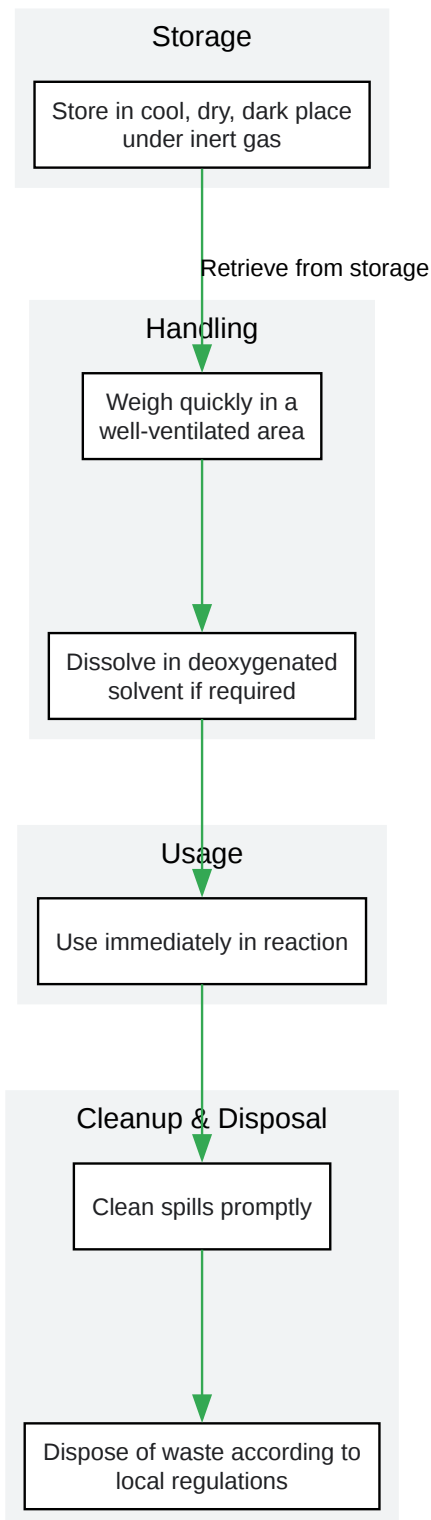 Storage
Store in cool, dry, dark place
under inert gas
Retrieve from storage
Handling
Weigh quickly in a
well-ventilated area
Dissolve in deoxygenated
solvent if required
Usage
Use immediately in reaction
Cleanup & Disposal
Clean spills promptly
Dispose of waste according to
local regulations